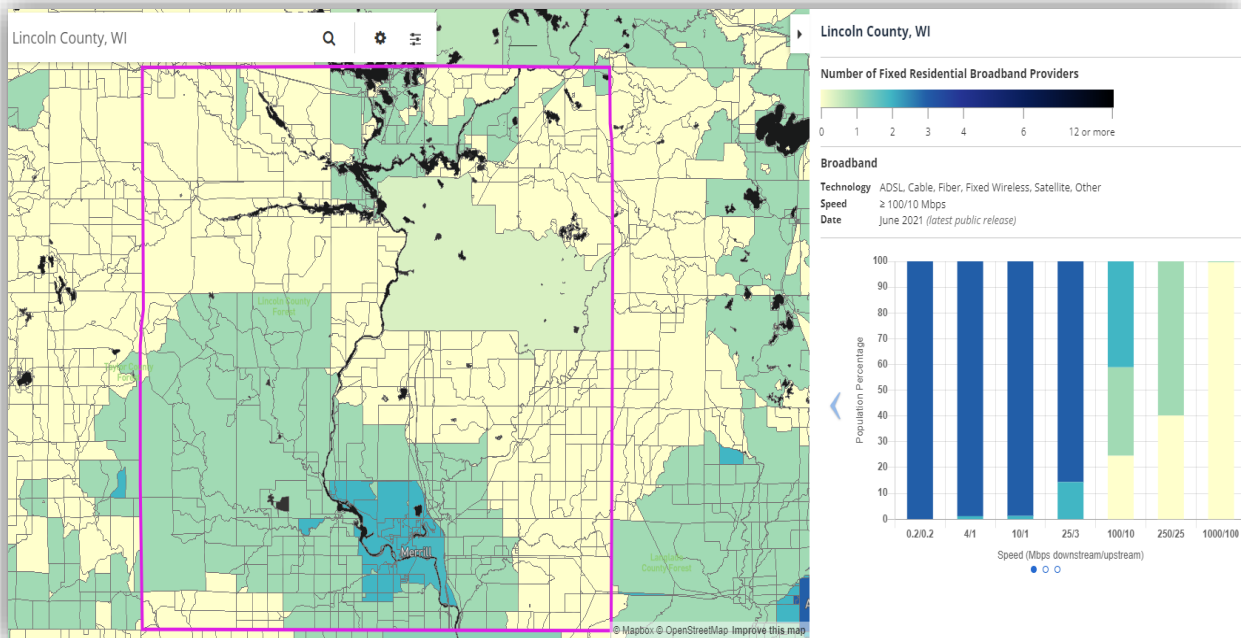 Lincoln County, WI
Lincoln County
Forest
Merrill
County Forest
© Mapbox © OpenStreetMap Improve this map
Lincoln County, WI
Number of Fixed Residential Broadband Providers
0 1 2 3 4 6 12 or more
Broadband
Technology ADSL, Cable, Fiber, Fixed Wireless, Satellite, Other
Speed ≥ 100/10 Mbps
Date June 2021 (latest public release)
Population Percentage
100
90
80
70
60
50
40
30
20
10
0
0.2/0.2 4/1 10/1 25/3 100/10 250/25 1000/100
Speed (Mbps downstream/upstream)